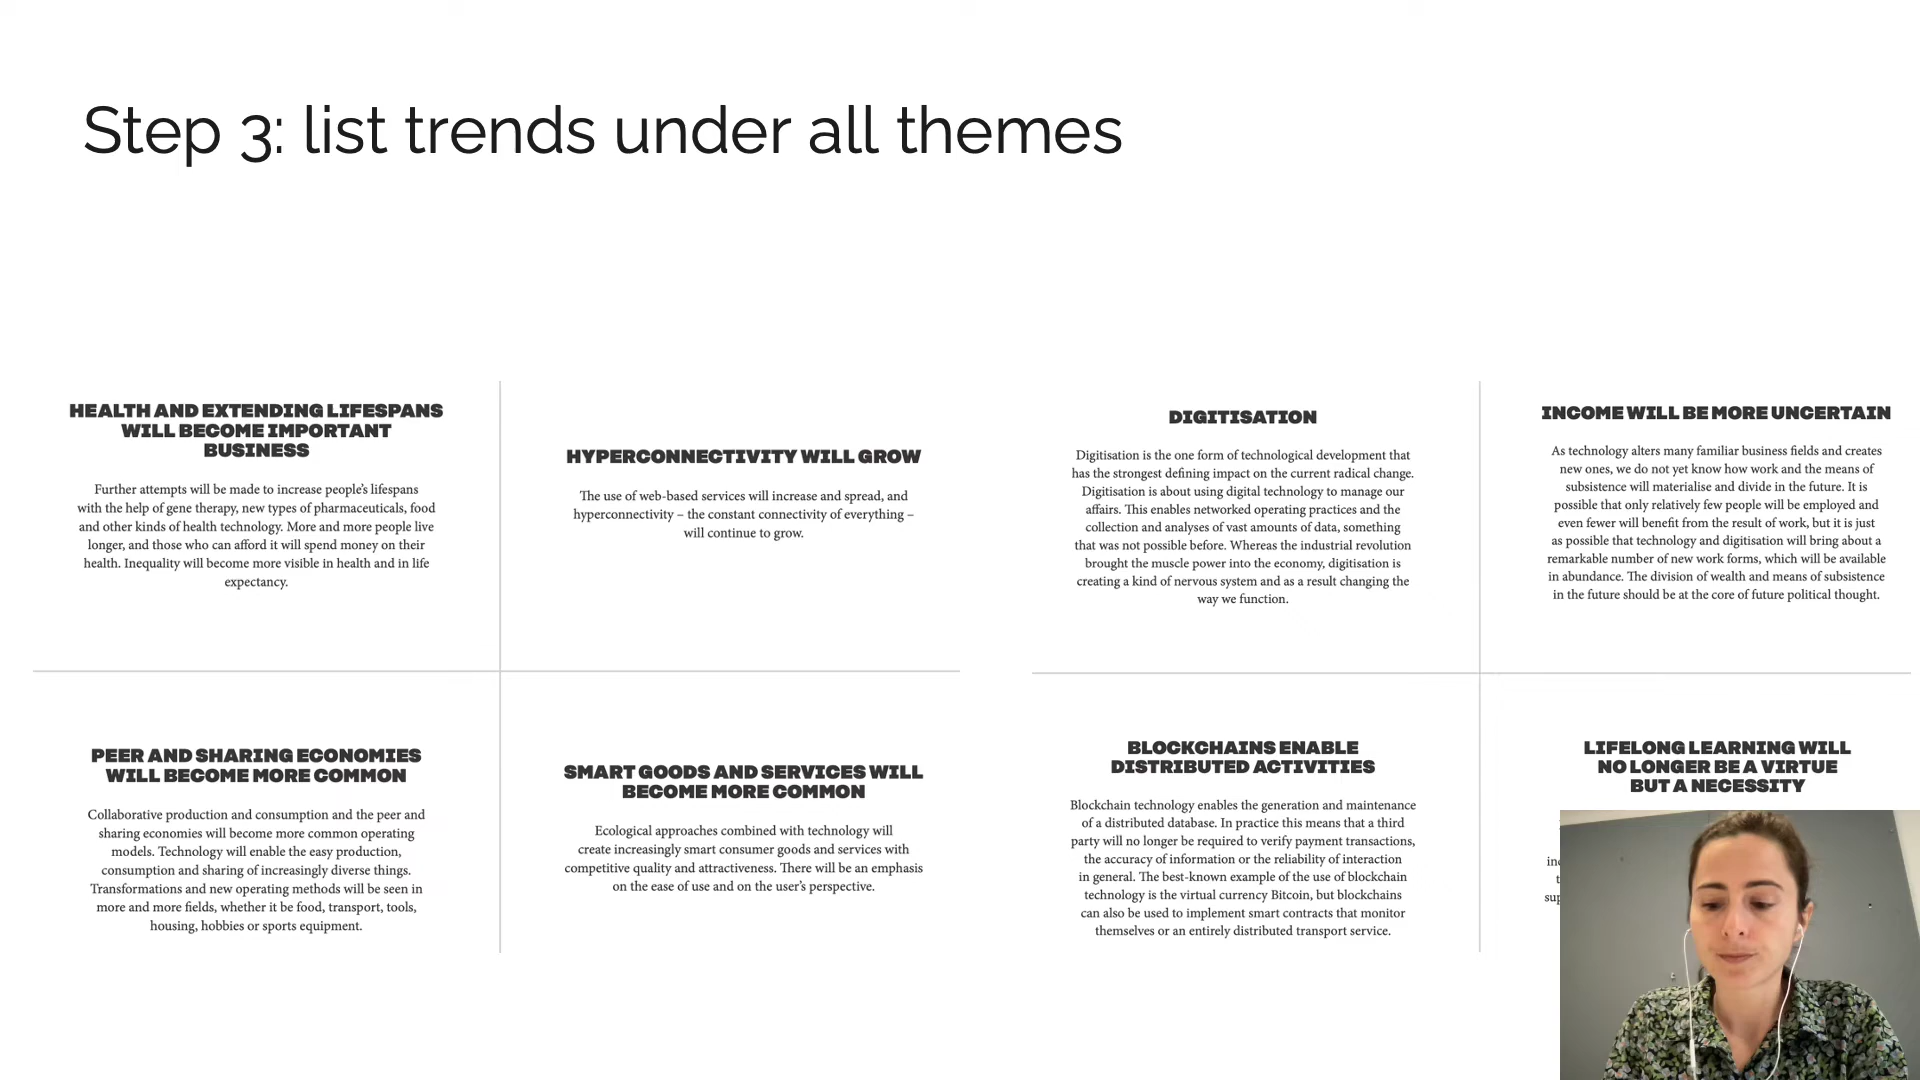 Step 3: list trends under all themes
HEALTH AND EXTENDING LIFESPANS
WILL BECOME IMPORTANT
BUSINESS
Further attempts will be made to increase people’s lifespans
with the help of gene therapy, new types of pharmaceuticals, food
and other kinds of health technology. More and more people live
longer, and those who can afford it will spend money on their
health. Inequality will become more visible in health and in life
expectancy.
HYPERCONNECTIVITY WILL GROW
The use of web-based services will increase and spread, and
hyperconnectivity – the constant connectivity of everything –
will continue to grow.
PEER AND SHARING ECONOMIES
WILL BECOME MORE COMMON
Collaborative production and consumption and the peer and
sharing economies will become more common operating
models. Technology will enable the easy production,
consumption and sharing of increasingly diverse things.
Transformations and new operating methods will be seen in
more and more fields, whether it be food, transport, tools,
housing, hobbies or sports equipment.
SMART GOODS AND SERVICES WILL
BECOME MORE COMMON
Ecological approaches combined with technology will
create increasingly smart consumer goods and services with
competitive quality and attractiveness. There will be an emphasis
on the ease of use and on the user’s perspective.
DIGITISATION
Digitisation is the one form of technological development that
has the strongest defining impact on the current radical change.
Digitisation is about using digital technology to manage our
affairs. This enables networked operating practices and the
collection and analyses of vast amounts of data, something
that was not possible before. Whereas the industrial revolution
brought the muscle power into the economy, digitisation is
creating a kind of nervous system and as a result changing the
way we function.
INCOME WILL BE MORE UNCERTAIN
As technology alters many familiar business fields and creates
new ones, we do not yet know how work and the means of
subsistence will materialise and divide in the future. It is
possible that only relatively few people will be employed and
even fewer will benefit from the result of work, but it is just
as possible that technology and digitisation will bring about a
remarkable number of new work forms, which will be available
in abundance. The division of wealth and means of subsistence
in the future should be at the core of future political thought.
BLOCKCHAINS ENABLE
DISTRIBUTED ACTIVITIES
Blockchain technology enables the generation and maintenance
of a distributed database. In practice this means that a third
party will no longer be required to verify payment transactions,
the accuracy of information or the reliability of interaction
in general. The best-known example of the use of blockchain
technology is the virtual currency Bitcoin, but blockchains
can also be used to implement smart contracts that monitor
themselves or an entirely distributed transport service.
LIFELONG LEARNING WILL
NO LONGER BE A VIRTUE
BUT A NECESSITY